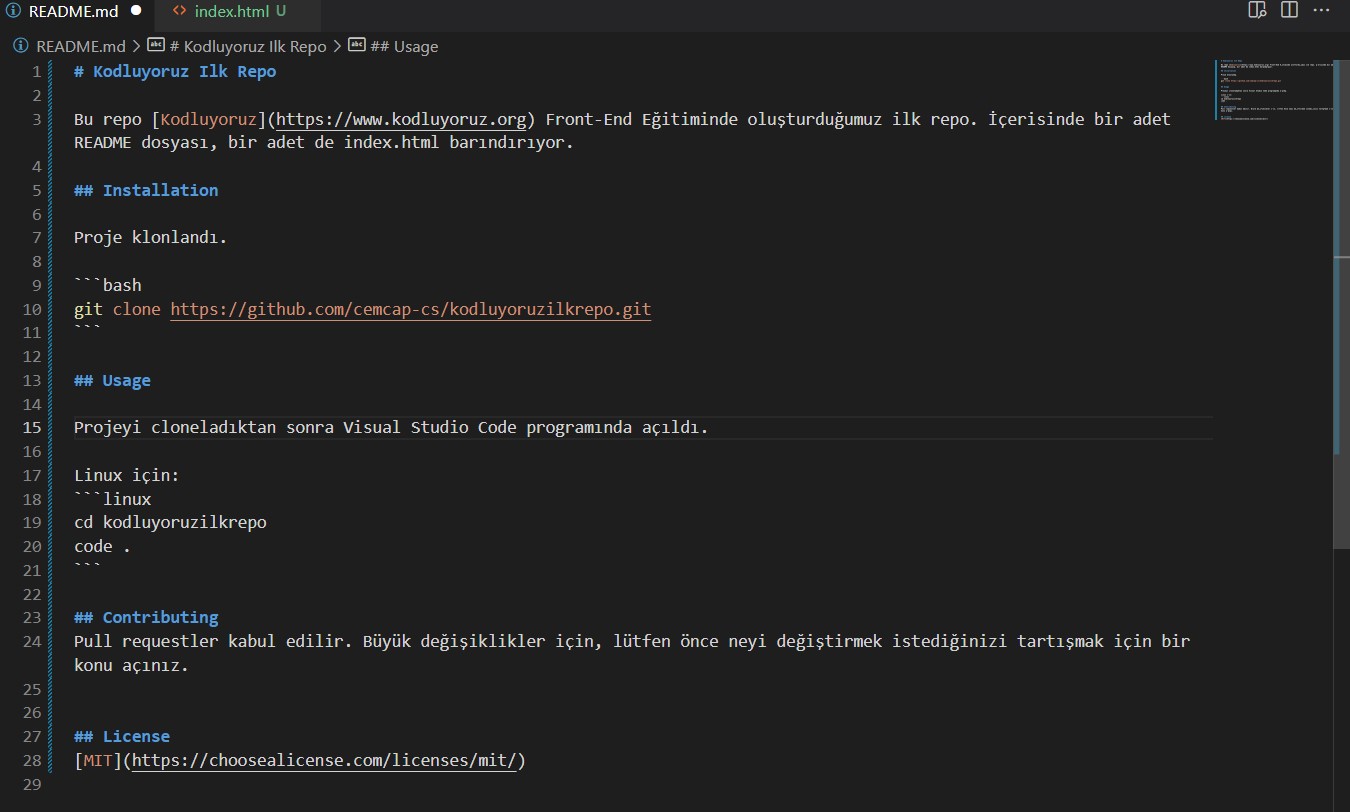 README.md ● <> index.html U
README.md > # Kodluyoruz Ilk Repo > ## Usage
1 # Kodluyoruz Ilk Repo
2
3 Bu repo [Kodluyoruz](https://www.kodluyoruz.org) Front-End Eğitiminde oluşturduğumuz ilk repo. İçerisinde bir adet
README dosyası, bir adet de index.html barındırıyor.
4
5 ## Installation
6
7 Proje klonlandı.
8
9 ```bash
10 git clone https://github.com/cemcap-cs/kodluyoruzilkrepo.git
11 ```
12
13 ## Usage
14
15 Projeyi cloneladıktan sonra Visual Studio Code programında açıldı.
16
17 Linux için:
18 ```linux
19 cd kodluyoruzilkrepo
20 code .
21 ```
22
23 ## Contributing
24 Pull requestler kabul edilir. Büyük değişiklikler için, lütfen önce neyi değiştirmek istediğinizi tartışmak için bir
konu açınız.
25
26
27 ## License
28 [MIT](https://choosealicense.com/licenses/mit/)
29